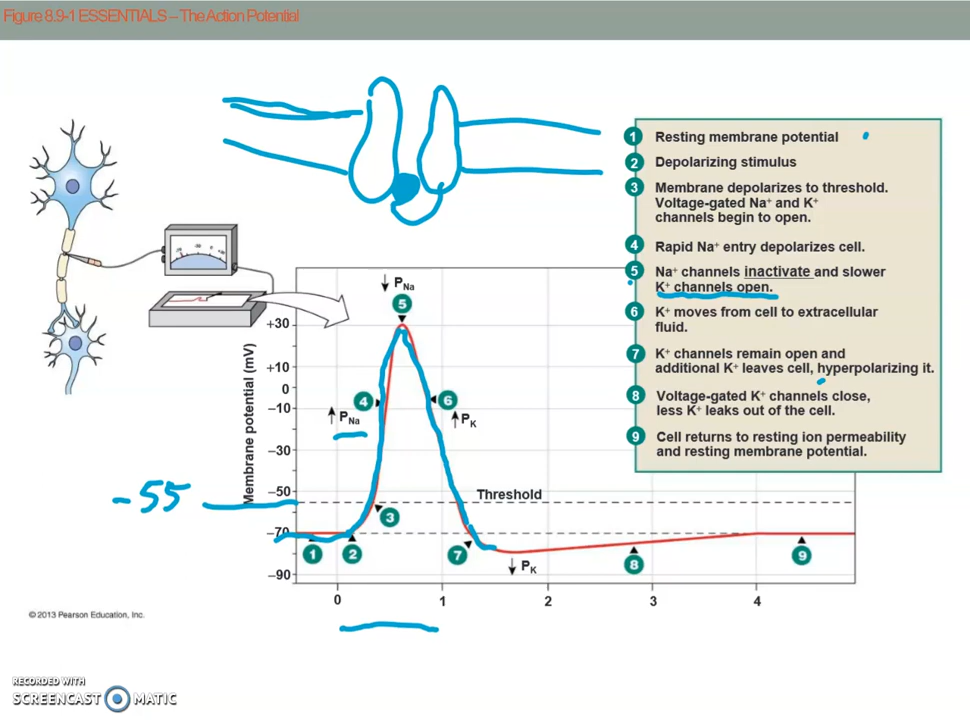 Figure 8.9-1 ESSENTIALS – The Action Potential
1 Resting membrane potential
2 Depolarizing stimulus
3 Membrane depolarizes to threshold.
Voltage-gated Na⁺ and K⁺
channels begin to open.
4 Rapid Na⁺ entry depolarizes cell.
5 Na⁺ channels inactivate and slower
K⁺ channels open.
6 K⁺ moves from cell to extracellular
fluid.
7 K⁺ channels remain open and
additional K⁺ leaves cell, hyperpolarizing it.
8 Voltage-gated K⁺ channels close,
less K⁺ leaks out of the cell.
9 Cell returns to resting ion permeability
and resting membrane potential.
↓ PNa
5
+30
+10
0
−10
−30
−50
−70
−90
Membrane potential (mV)
4
↑ PNa
6
↑ PK
-55
Threshold
3
1
2
7
↓ PK
8
9
0 1 2 3 4
© 2013 Pearson Education, Inc.
RECORDED WITH
SCREENCAST MATIC